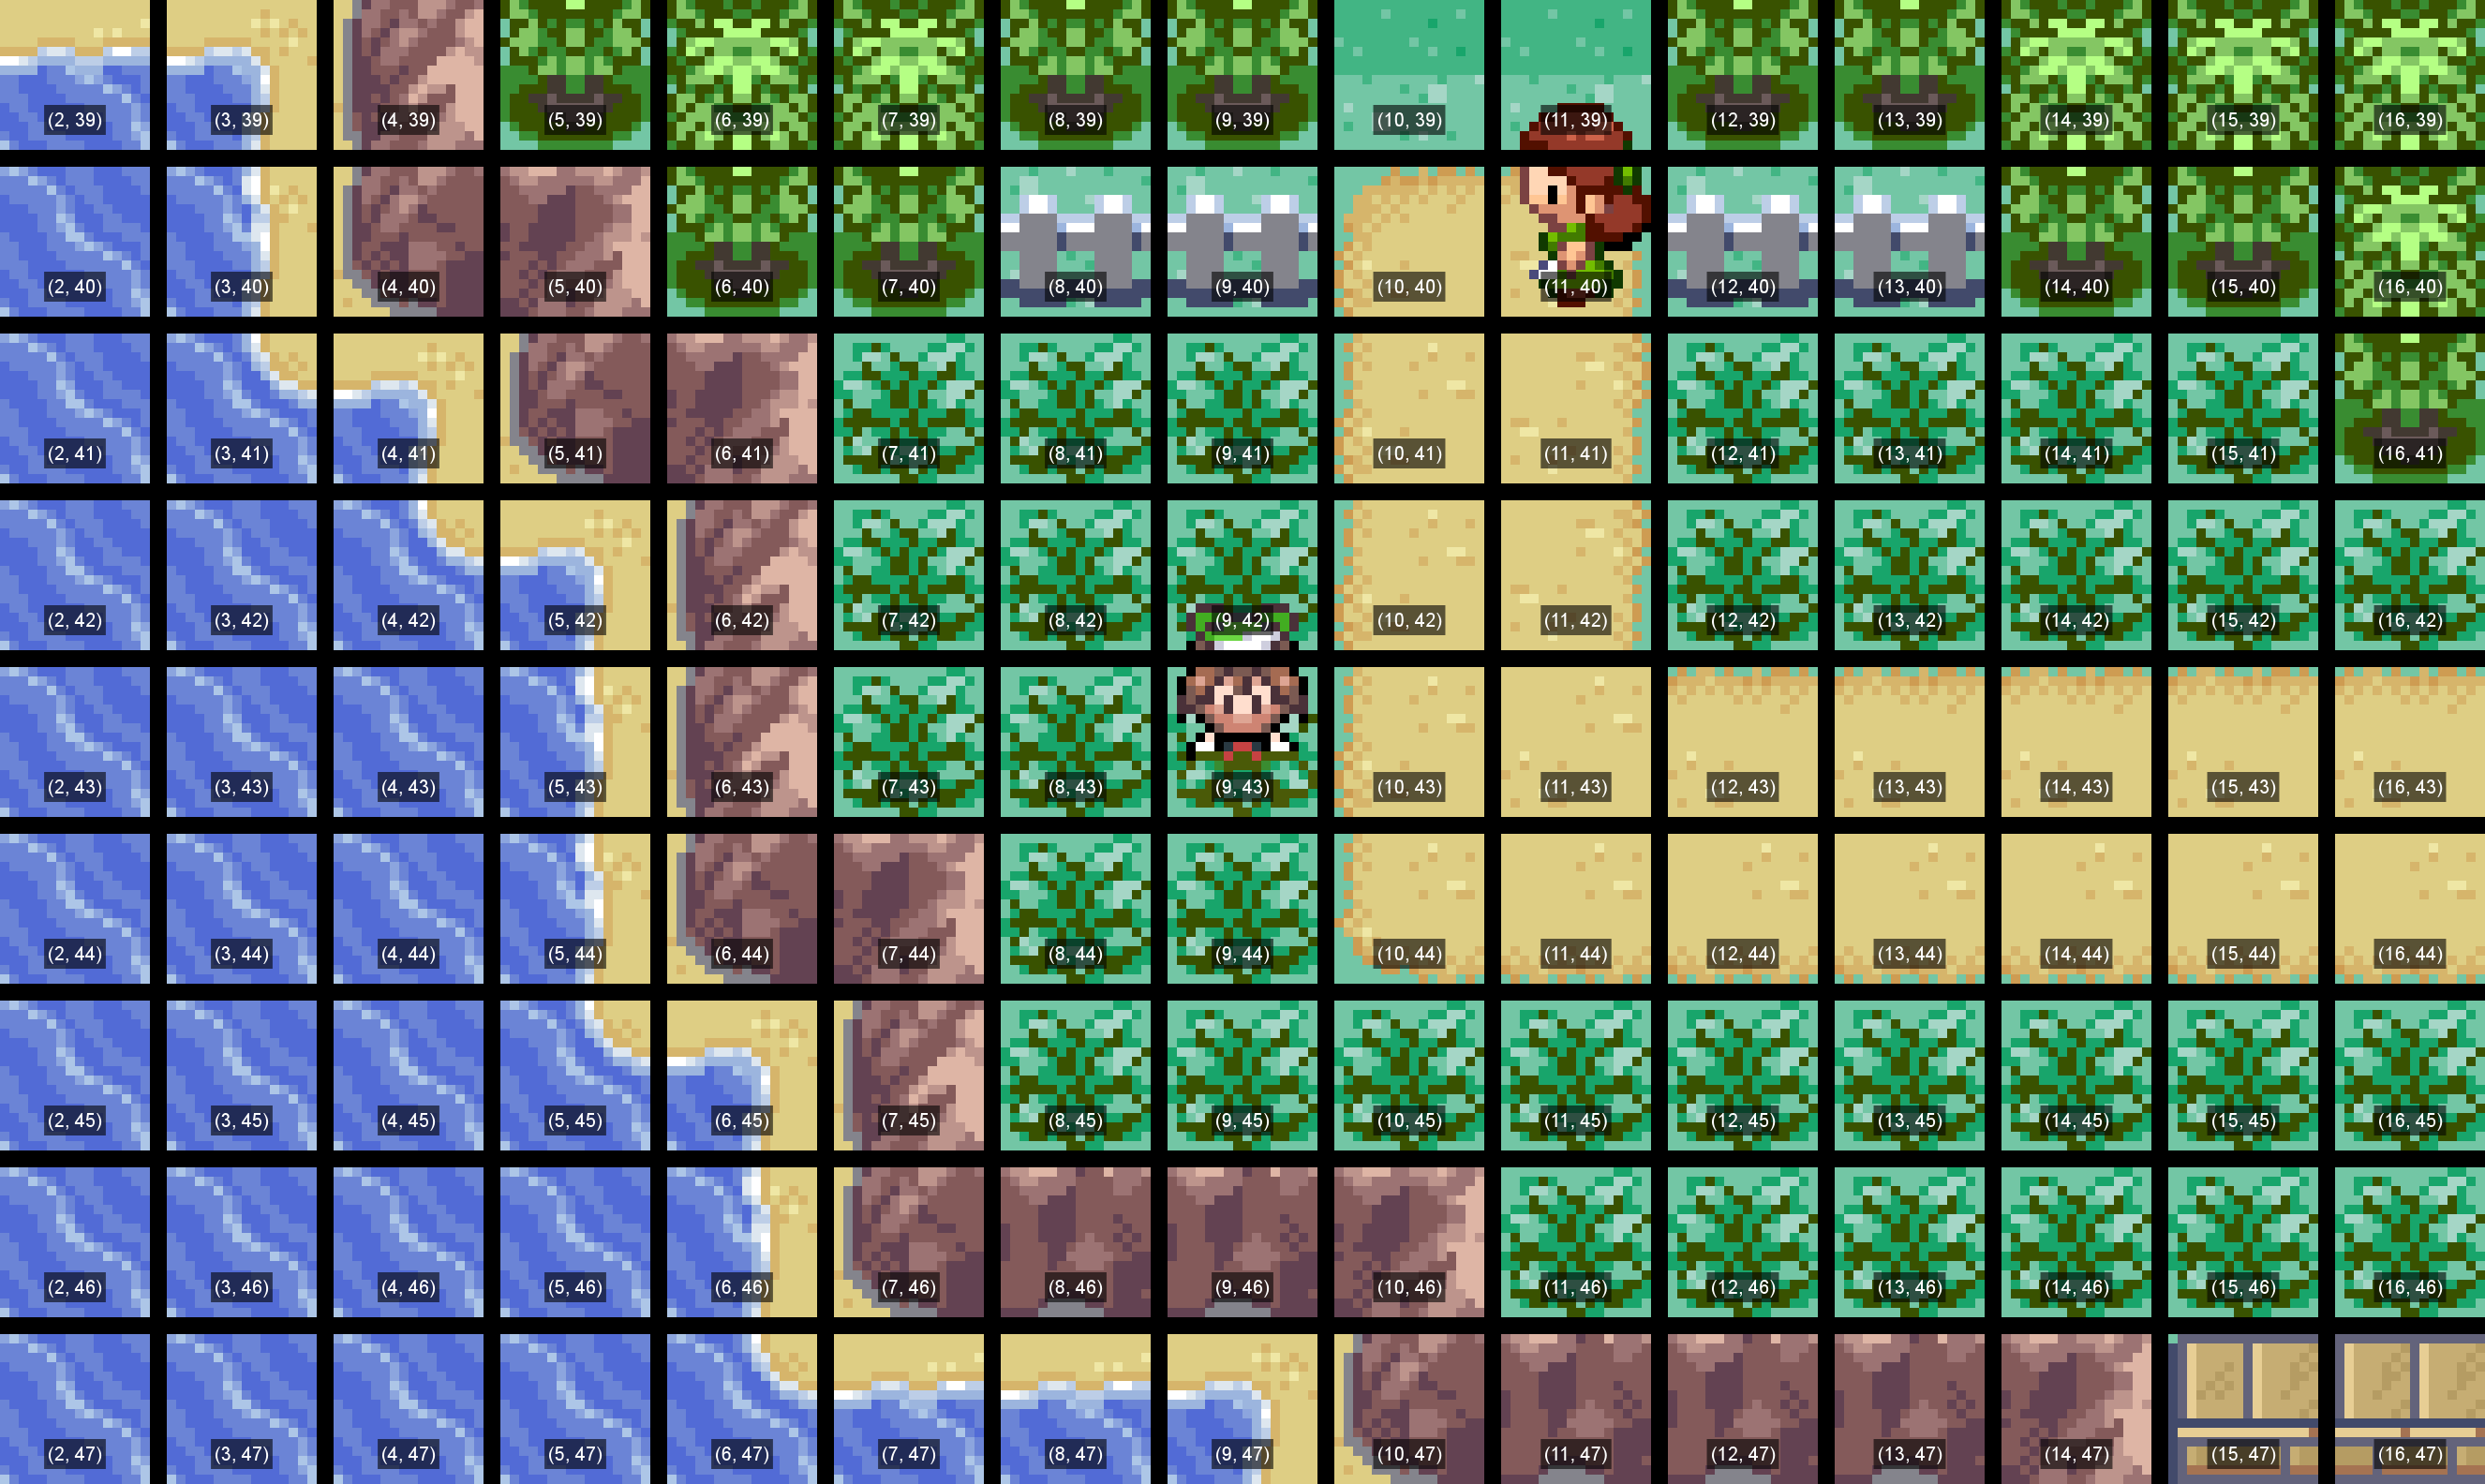 (2, 39) (3, 39) (4, 39) (5, 39) (6, 39) (7, 39) (8, 39) (9, 39) (10, 39) (11, 39) (12, 39) (13, 39) (14, 39) (15, 39) (16, 39)
(2, 40) (3, 40) (4, 40) (5, 40) (6, 40) (7, 40) (8, 40) (9, 40) (10, 40) (11, 40) (12, 40) (13, 40) (14, 40) (15, 40) (16, 40)
(2, 41) (3, 41) (4, 41) (5, 41) (6, 41) (7, 41) (8, 41) (9, 41) (10, 41) (11, 41) (12, 41) (13, 41) (14, 41) (15, 41) (16, 41)
(2, 42) (3, 42) (4, 42) (5, 42) (6, 42) (7, 42) (8, 42) (9, 42) (10, 42) (11, 42) (12, 42) (13, 42) (14, 42) (15, 42) (16, 42)
(2, 43) (3, 43) (4, 43) (5, 43) (6, 43) (7, 43) (8, 43) (9, 43) (10, 43) (11, 43) (12, 43) (13, 43) (14, 43) (15, 43) (16, 43)
(2, 44) (3, 44) (4, 44) (5, 44) (6, 44) (7, 44) (8, 44) (9, 44) (10, 44) (11, 44) (12, 44) (13, 44) (14, 44) (15, 44) (16, 44)
(2, 45) (3, 45) (4, 45) (5, 45) (6, 45) (7, 45) (8, 45) (9, 45) (10, 45) (11, 45) (12, 45) (13, 45) (14, 45) (15, 45) (16, 45)
(2, 46) (3, 46) (4, 46) (5, 46) (6, 46) (7, 46) (8, 46) (9, 46) (10, 46) (11, 46) (12, 46) (13, 46) (14, 46) (15, 46) (16, 46)
(2, 47) (3, 47) (4, 47) (5, 47) (6, 47) (7, 47) (8, 47) (9, 47) (10, 47) (11, 47) (12, 47) (13, 47) (14, 47) (15, 47) (16, 47)